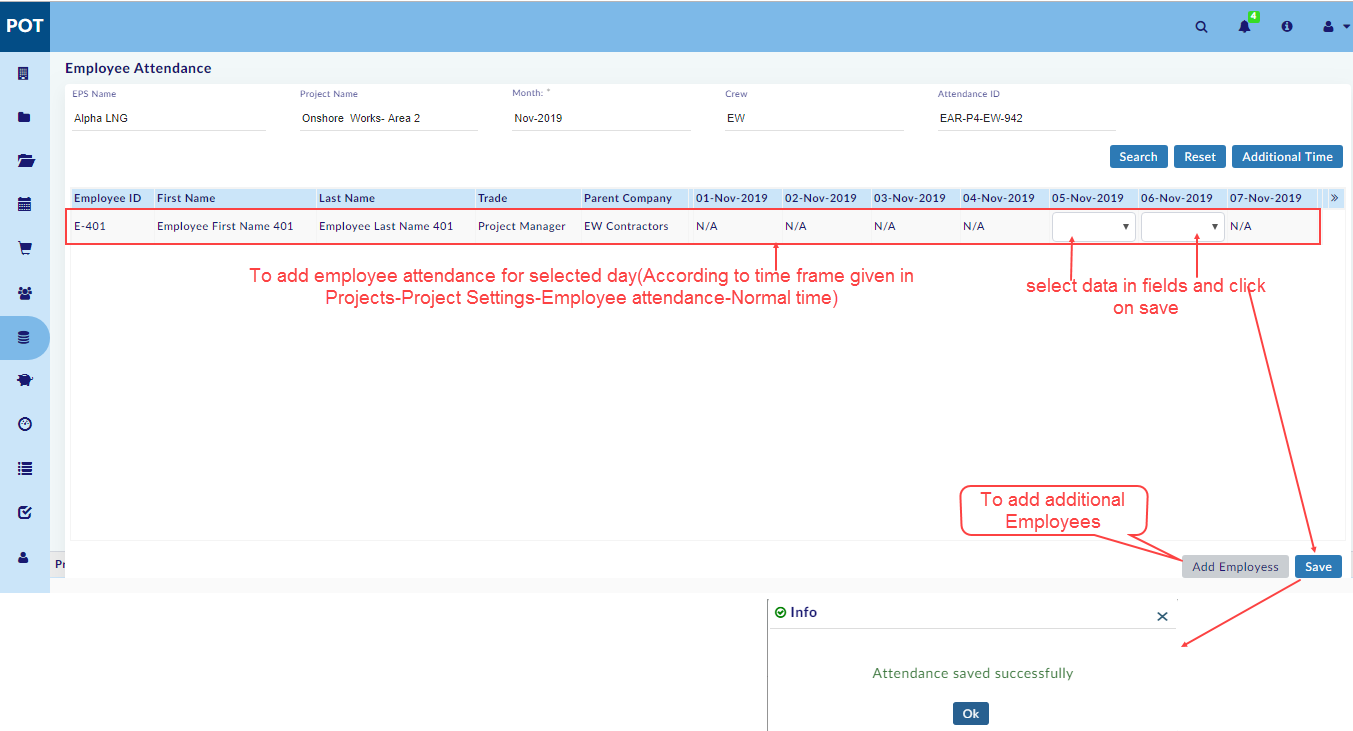 POT
4
Employee Attendance
EPS Name Project Name Month: * Crew Attendance ID
Alpha LNG Onshore Works- Area 2 Nov-2019 EW EAR-P4-EW-942
Search Reset Additional Time
Employee ID First Name Last Name Trade Parent Company 01-Nov-2019 02-Nov-2019 03-Nov-2019 04-Nov-2019 05-Nov-2019 06-Nov-2019 07-Nov-2019 »
E-401 Employee First Name 401 Employee Last Name 401 Project Manager EW Contractors N/A N/A N/A N/A N/A
To add employee attendance for selected day(According to time frame given in
Projects-Project Settings-Employee attendance-Normal time)
select data in fields and click
on save
To add additional
Employees
Pr
Add Employess Save
Info
Attendance saved successfully
Ok